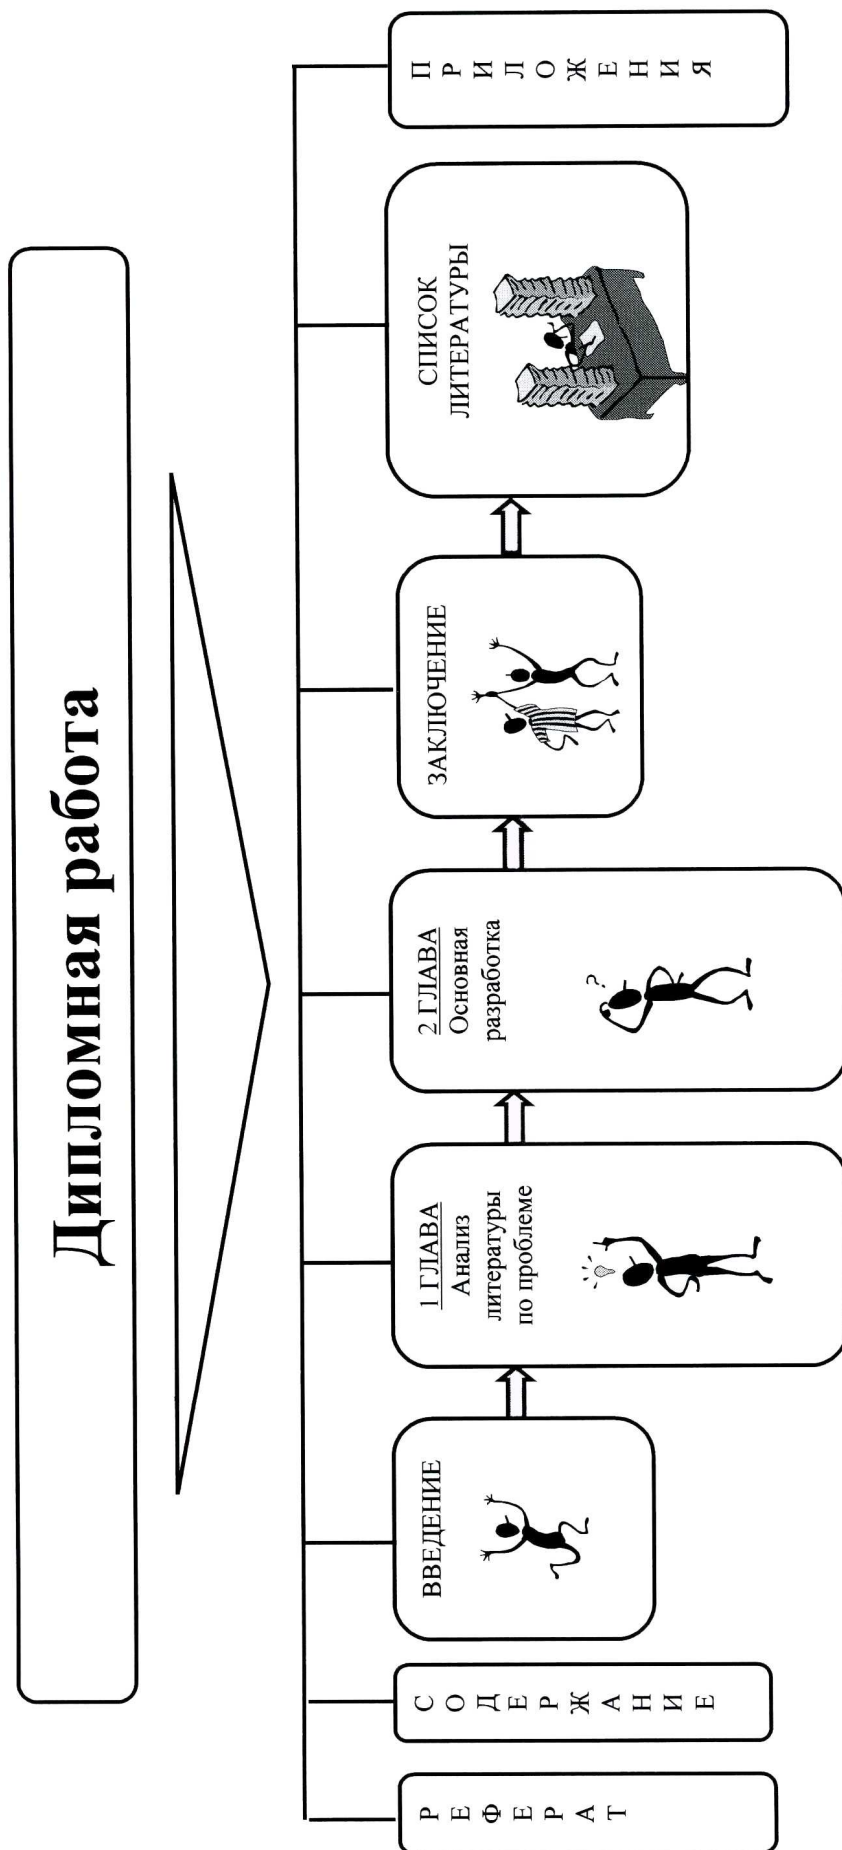 Дипломная работа
РЕФЕРАТ
СОДЕРЖАНИЕ
ВВЕДЕНИЕ
1 ГЛАВА
Анализ
литературы
по проблеме
2 ГЛАВА
Основная
разработка
?
ЗАКЛЮЧЕНИЕ
СПИСОК
ЛИТЕРАТУРЫ
ПРИЛОЖЕНИЯ